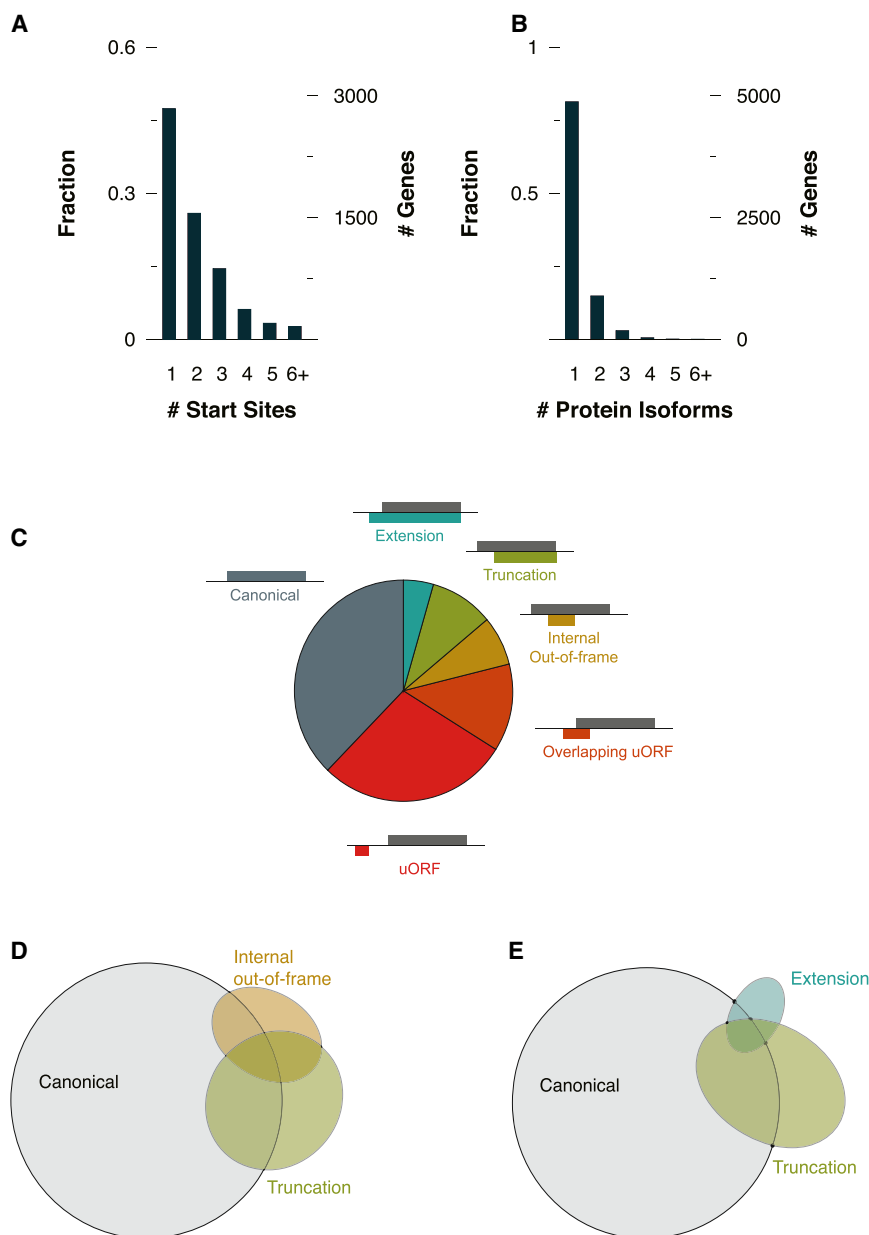 A
0.6
0.3
0
Fraction
3000
1500
# Genes
1 2 3 4 5 6+
# Start Sites
B
1
0.5
Fraction
5000
2500
0
# Genes
1 2 3 4 5 6+
# Protein Isoforms
C
Extension
Truncation
Canonical
Internal
Out-of-frame
Overlapping uORF
uORF
D
Internal
out-of-frame
Canonical
Truncation
E
Extension
Canonical
Truncation